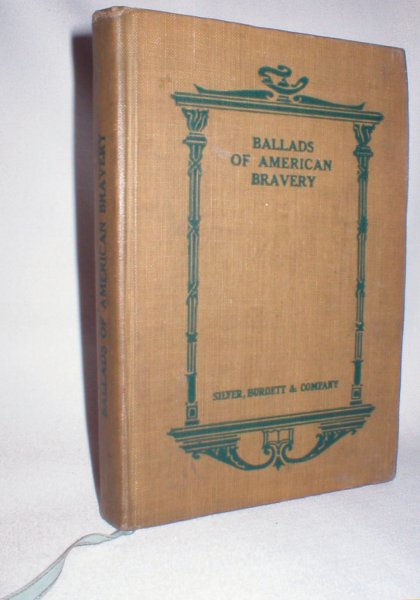 BALLADS OF AMERICAN BRAVERY
BALLADS
OF AMERICAN
BRAVERY
SILVER, BURDETT & COMPANY